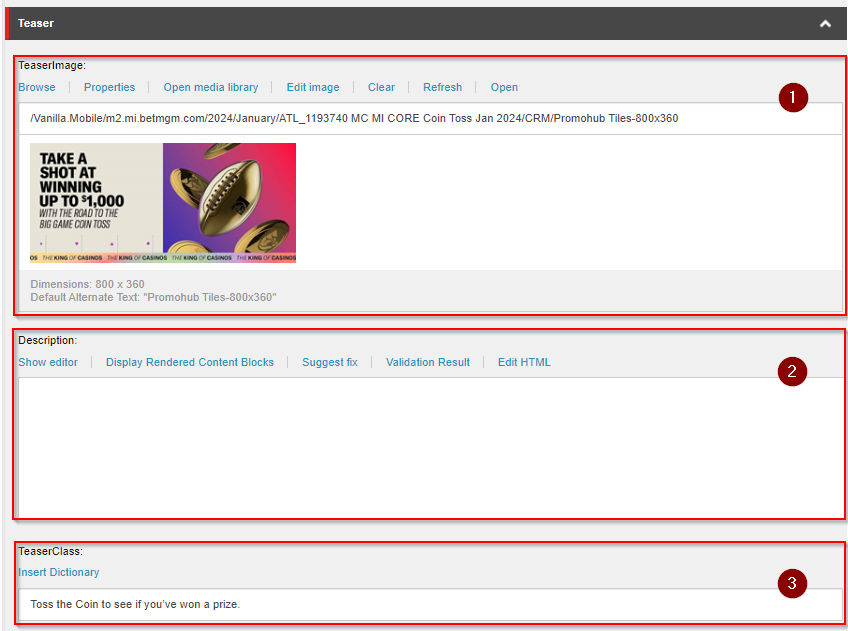 Teaser
TeaserImage:
Browse Properties Open media library Edit image Clear Refresh Open
1
/Vanilla.Mobile/m2.mi.betmgm.com/2024/January/ATL_1193740 MC MI CORE Coin Toss Jan 2024/CRM/Promohub Tiles-800x360
TAKE A
SHOT AT
WINNING
UP TO $1,000
WITH THE ROAD TO THE
BIG GAME COIN TOSS
OS THE KING OF CASINOS THE KING OF CASINOS THE KING OF CASINOS THE KING OF CASINOS
Dimensions: 800 x 360
Default Alternate Text: "Promohub Tiles-800x360"
Description:
Show editor Display Rendered Content Blocks Suggest fix Validation Result Edit HTML
2
TeaserClass:
Insert Dictionary
3
Toss the Coin to see if you've won a prize.